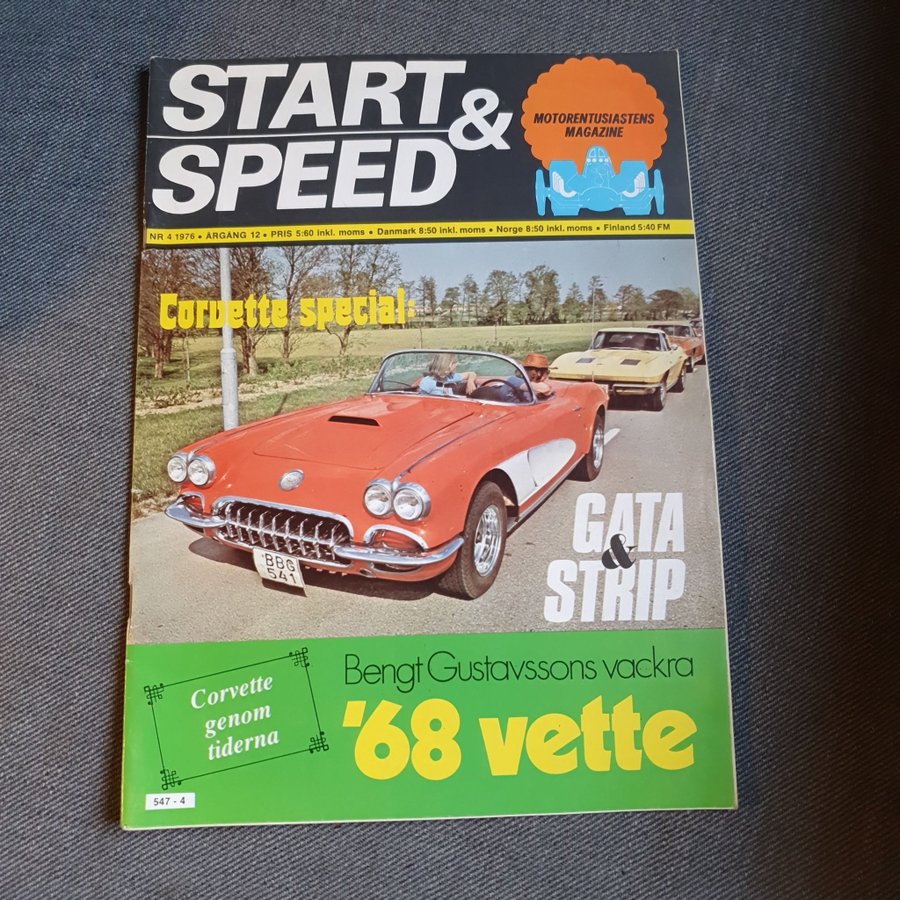 START
&
SPEED
MOTORENTUSIASTENS
MAGAZINE
NR 4 1976 • ÅRGÅNG 12 • PRIS 5:60 inkl. moms • Danmark 8:50 inkl. moms • Norge 8:50 inkl. moms • Finland 5:40 FM
Corvette special:
BBG
541
GATA
&
STRIP
Bengt Gustavssons vackra
'68 vette
Corvette
genom
tiderna
547 - 4